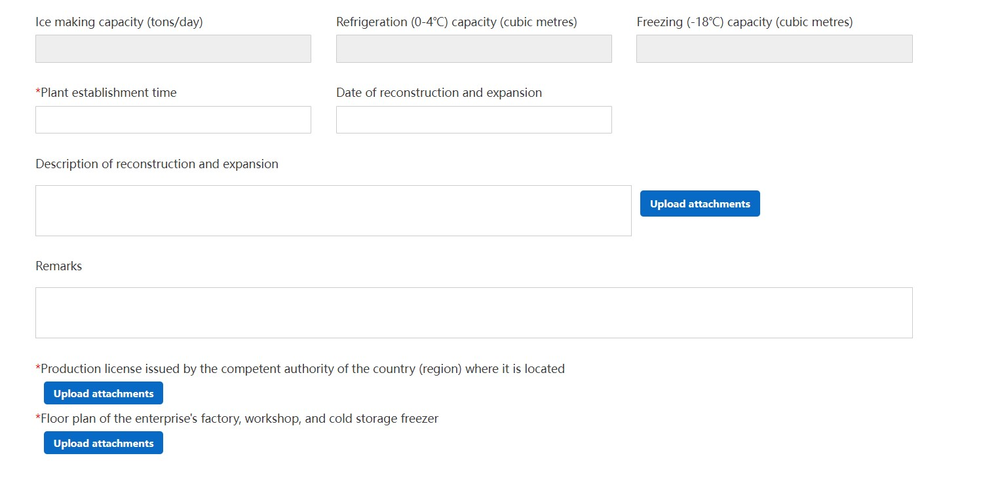 Ice making capacity (tons/day)
Refrigeration (0-4℃) capacity (cubic metres)
Freezing (-18℃) capacity (cubic metres)
*Plant establishment time
Date of reconstruction and expansion
Description of reconstruction and expansion
Upload attachments
Remarks
*Production license issued by the competent authority of the country (region) where it is located
Upload attachments
*Floor plan of the enterprise's factory, workshop, and cold storage freezer
Upload attachments